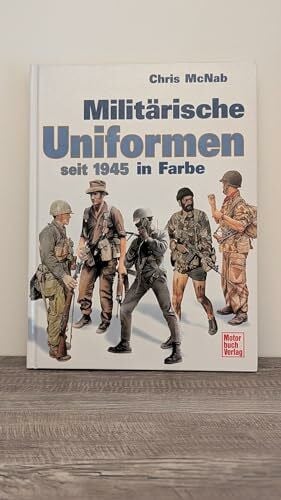 Chris McNab
Militärische
Uniformen
seit 1945 in Farbe
Motor
buch
Verlag